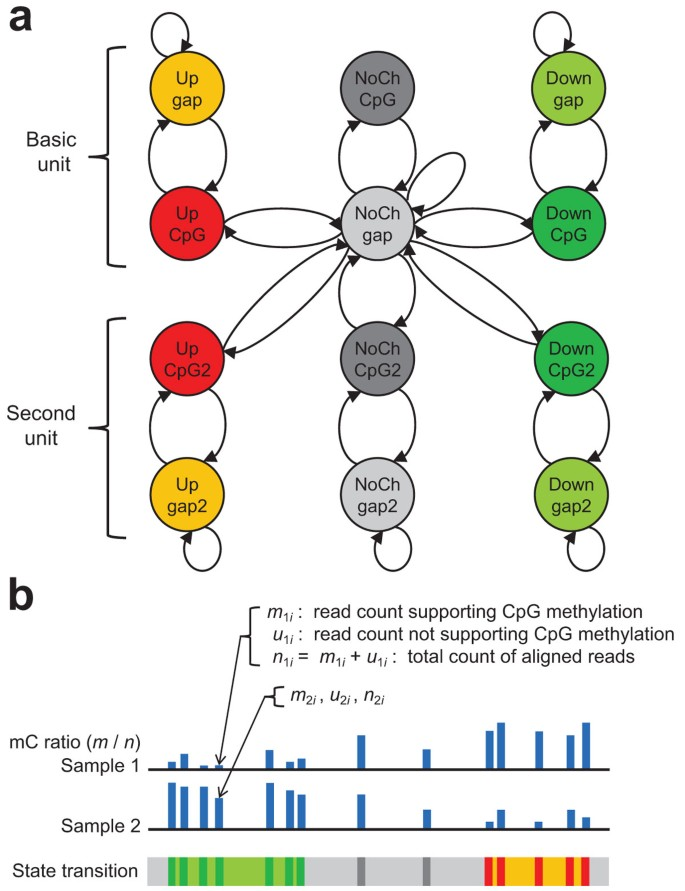 a
Up gap
NoCh CpG
Down gap
Basic unit
Up CpG
NoCh gap
Down CpG
Up CpG2
NoCh CpG2
Down CpG2
Second unit
Up gap2
NoCh gap2
Down gap2
b
m1i : read count supporting CpG methylation
u1i : read count not supporting CpG methylation
n1i = m1i + u1i : total count of aligned reads
m2i , u2i , n2i
mC ratio (m / n)
Sample 1
Sample 2
State transition